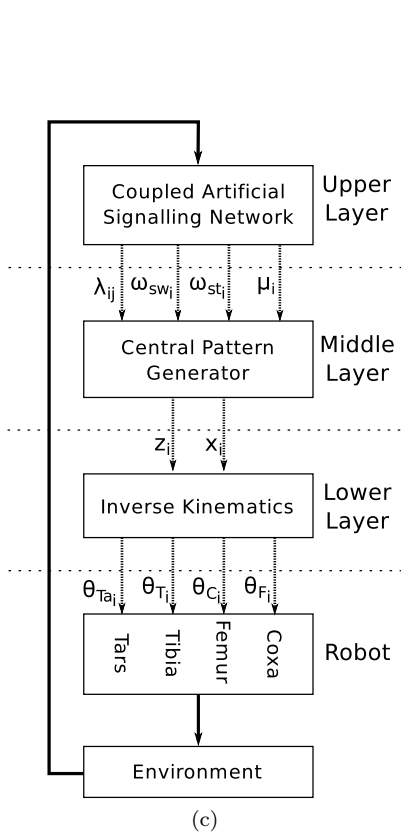 Coupled Artificial
Signalling Network
Upper
Layer
λij ωswi ωsti μi
Central Pattern
Generator
Middle
Layer
zi xi
Inverse Kinematics
Lower
Layer
θTai θTi θCi θFi
Tars Tibia Femur Coxa
Robot
Environment
(c)